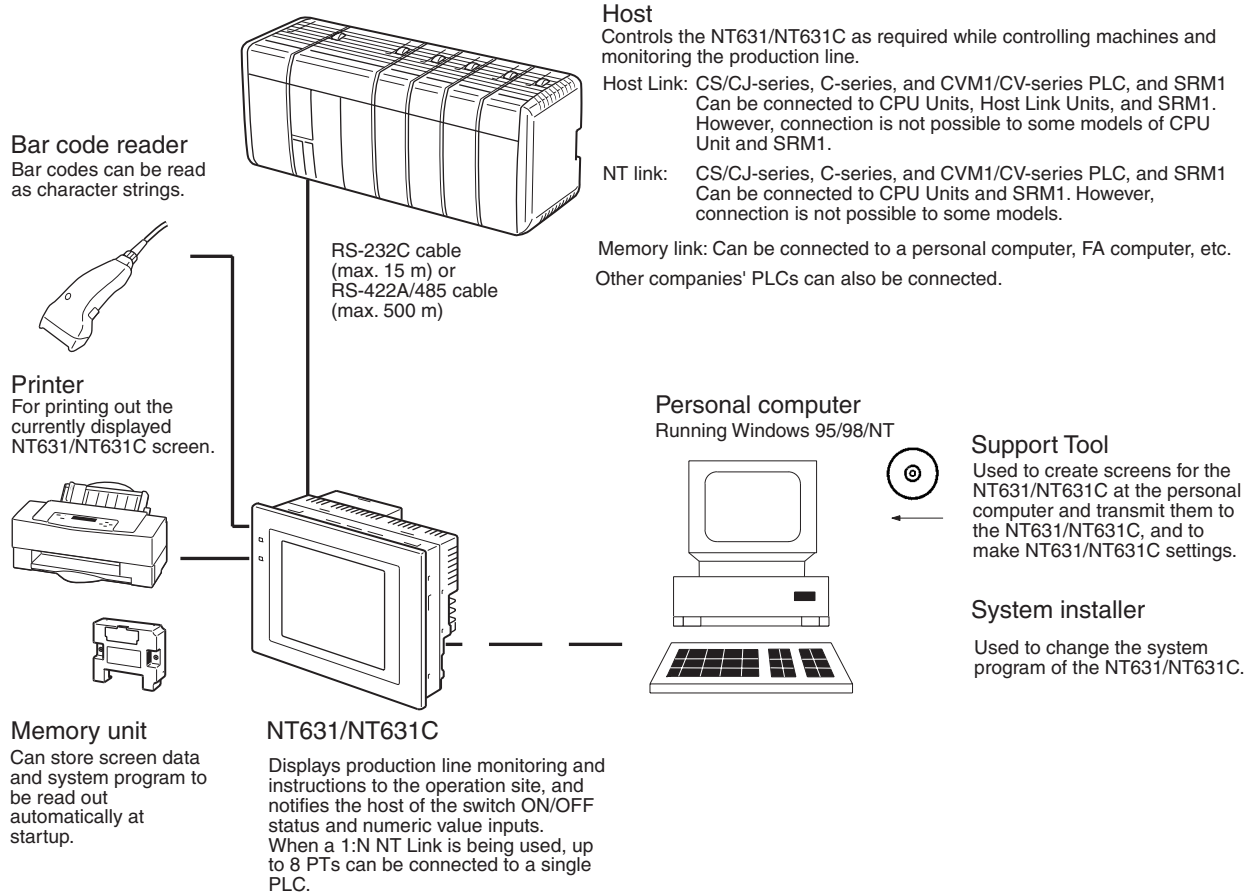 Host
Controls the NT631/NT631C as required while controlling machines and
monitoring the production line.
Host Link: CS/CJ-series, C-series, and CVM1/CV-series PLC, and SRM1
Can be connected to CPU Units, Host Link Units, and SRM1.
However, connection is not possible to some models of CPU
Unit and SRM1.
NT link: CS/CJ-series, C-series, and CVM1/CV-series PLC, and SRM1
Can be connected to CPU Units and SRM1. However,
connection is not possible to some models.
Memory link: Can be connected to a personal computer, FA computer, etc.
Other companies' PLCs can also be connected.
Bar code reader
Bar codes can be read
as character strings.
RS-232C cable
(max. 15 m) or
RS-422A/485 cable
(max. 500 m)
Printer
For printing out the
currently displayed
NT631/NT631C screen.
Personal computer
Running Windows 95/98/NT
Support Tool
Used to create screens for the
NT631/NT631C at the personal
computer and transmit them to
the NT631/NT631C, and to
make NT631/NT631C settings.
System installer
Used to change the system
program of the NT631/NT631C.
Memory unit
Can store screen data
and system program to
be read out
automatically at
startup.
NT631/NT631C
Displays production line monitoring and
instructions to the operation site, and
notifies the host of the switch ON/OFF
status and numeric value inputs.
When a 1:N NT Link is being used, up
to 8 PTs can be connected to a single
PLC.